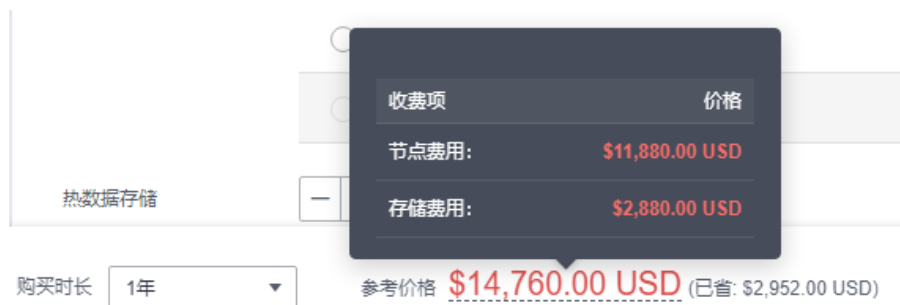 收费项 价格
节点费用: $11,880.00 USD
热数据存储
存储费用: $2,880.00 USD
购买时长 1年 参考价格 $14,760.00 USD (已省: $2,952.00 USD)